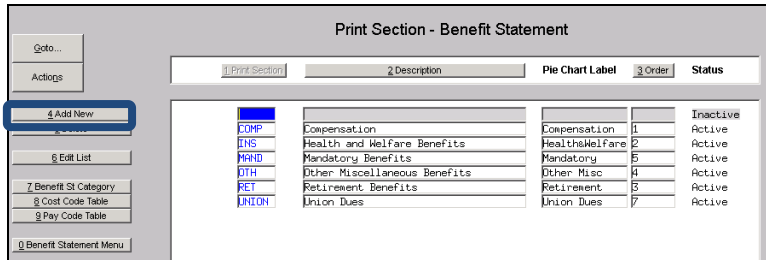 Print Section - Benefit Statement
Goto...
Actions
1 Print Section 2 Description Pie Chart Label 3 Order Status
4 Add New
6 Edit List
7 Benefit St Category
8 Cost Code Table
9 Pay Code Table
0 Benefit Statement Menu
Inactive
COMP Compensation Compensation 1 Active
INS Health and Welfare Benefits Health&Welfare 2 Active
MAND Mandatory Benefits Mandatory 5 Active
OTH Other Miscellaneous Benefits Other Misc 4 Active
RET Retirement Benefits Retirement 3 Active
UNION Union Dues Union Dues 7 Active